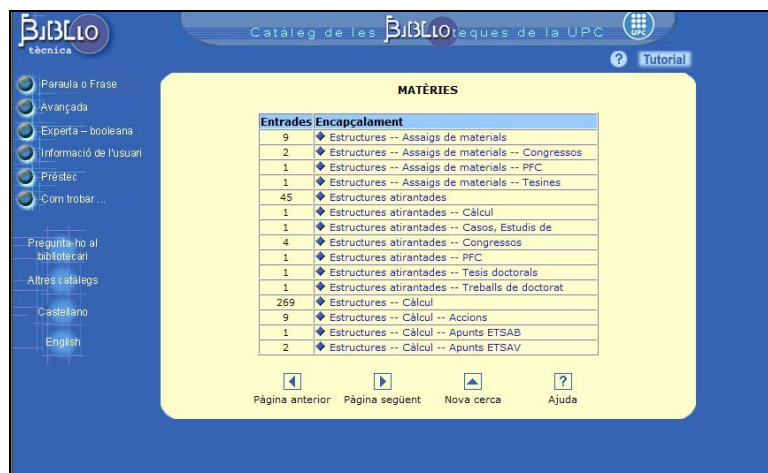 BIBLIO
tècnica
Catàleg de les BIBLIOteques de la UPC
UPC
? Tutorial
Paraula o Frase
Avançada
Experta – booleana
Informació de l'usuari
Préstec
Com trobar ...
Pregunta-ho al
bibliotecari
Altres catàlegs
Castellano
English
MATÈRIES
Entrades Encapçalament
9 Estructures -- Assaigs de materials
2 Estructures -- Assaigs de materials -- Congressos
1 Estructures -- Assaigs de materials -- PFC
1 Estructures -- Assaigs de materials -- Tesines
45 Estructures atirantades
1 Estructures atirantades -- Càlcul
1 Estructures atirantades -- Casos, Estudis de
4 Estructures atirantades -- Congressos
1 Estructures atirantades -- PFC
1 Estructures atirantades -- Tesis doctorals
1 Estructures atirantades -- Treballs de doctorat
269 Estructures -- Càlcul
9 Estructures -- Càlcul -- Accions
1 Estructures -- Càlcul -- Apunts ETSAB
2 Estructures -- Càlcul -- Apunts ETSAV
?
Pàgina anterior Pàgina següent Nova cerca Ajuda